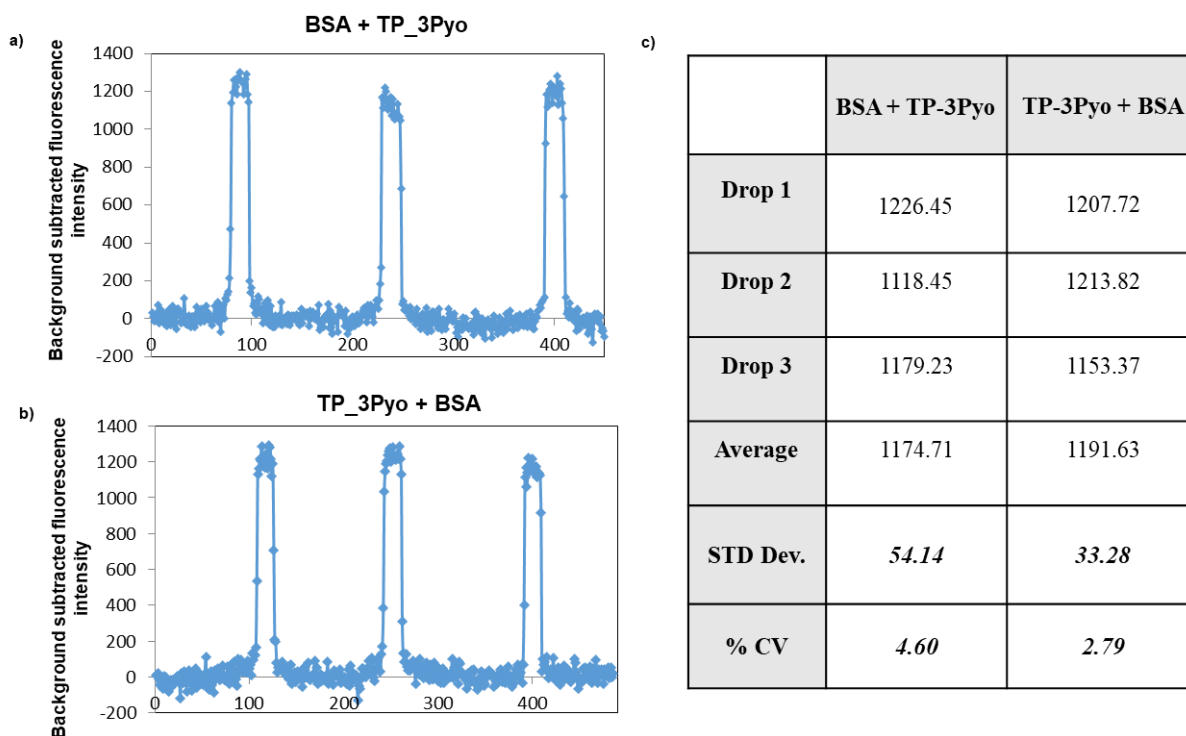 a)
BSA + TP_3Pyo
Background subtracted fluorescence
intensity
1400
1200
1000
800
600
400
200
0
-200
0
100
200
300
400
b)
TP_3Pyo + BSA
Background subtracted fluorescence
intensity
1400
1200
1000
800
600
400
200
0
-200
0
100
200
300
400
c)
BSA + TP-3Pyo TP-3Pyo + BSA
Drop 1 1226.45 1207.72
Drop 2 1118.45 1213.82
Drop 3 1179.23 1153.37
Average 1174.71 1191.63
STD Dev. 54.14 33.28
% CV 4.60 2.79